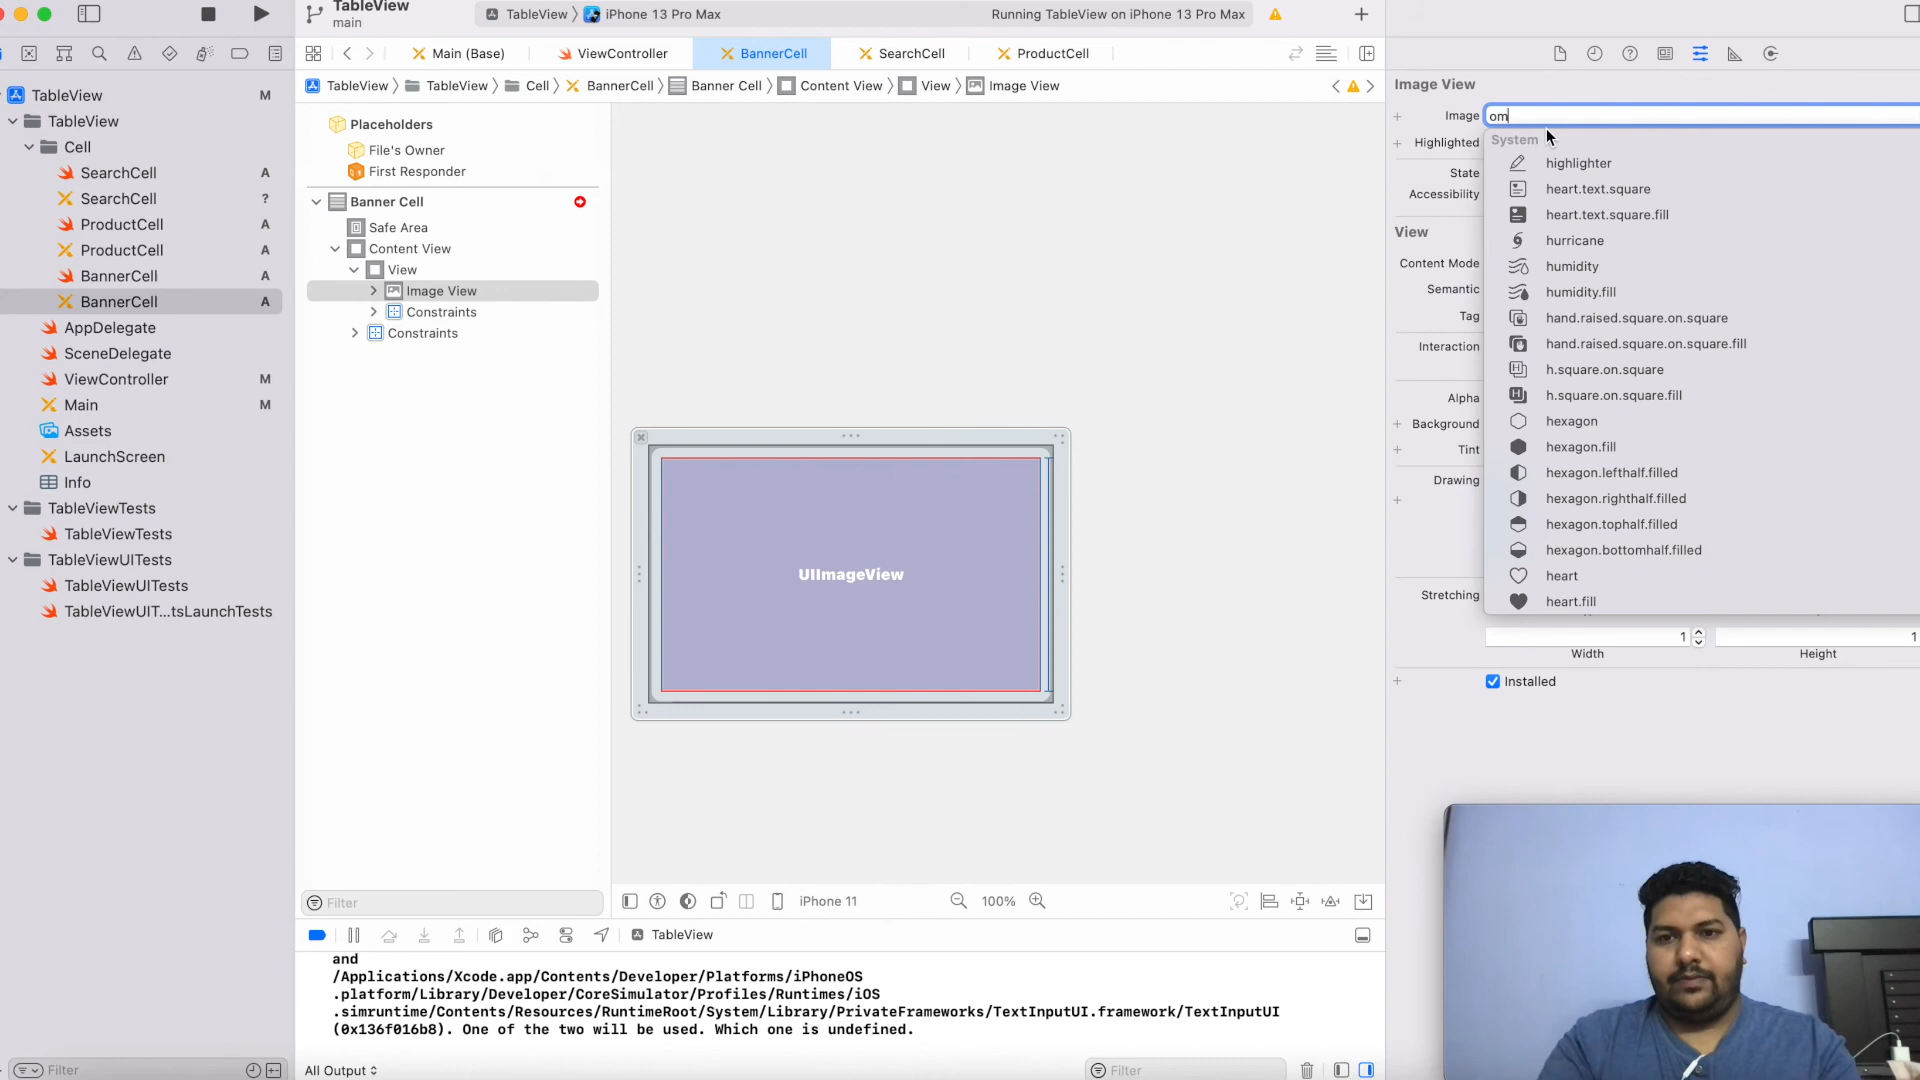 TableView
main
TableView
iPhone 13 Pro Max
Running TableView on iPhone 13 Pro Max
Main (Base)
ViewController
BannerCell
SearchCell
ProductCell
TableView
TableView
Cell
BannerCell
Banner Cell
Content View
View
Image View
TableView
M
TableView
Cell
SearchCell
A
SearchCell
?
ProductCell
A
ProductCell
A
BannerCell
A
BannerCell
A
AppDelegate
SceneDelegate
ViewController
M
Main
M
Assets
LaunchScreen
Info
TableViewTests
TableViewTests
TableViewUITests
TableViewUITests
TableViewUIT...tsLaunchTests
Filter
Placeholders
File's Owner
First Responder
Banner Cell
Safe Area
Content View
View
Image View
Constraints
Constraints
Filter
UIImageView
iPhone 11
100%
TableView
and
/Applications/Xcode.app/Contents/Developer/Platforms/iPhoneOS
.platform/Library/Developer/CoreSimulator/Profiles/Runtimes/iOS
.simruntime/Contents/Resources/RuntimeRoot/System/Library/PrivateFrameworks/TextInputUI.framework/TextInputUI
(0x136f016b8). One of the two will be used. Which one is undefined.
All Output
Filter
Image View
Image
om
Highlighted
State
Accessibility
View
Content Mode
Semantic
Tag
Interaction
Alpha
Background
Tint
Drawing
Stretching
System
highlighter
heart.text.square
heart.text.square.fill
hurricane
humidity
humidity.fill
hand.raised.square.on.square
hand.raised.square.on.square.fill
h.square.on.square
h.square.on.square.fill
hexagon
hexagon.fill
hexagon.lefthalf.filled
hexagon.righthalf.filled
hexagon.tophalf.filled
hexagon.bottomhalf.filled
heart
heart.fill
1
1
Width
Height
Installed